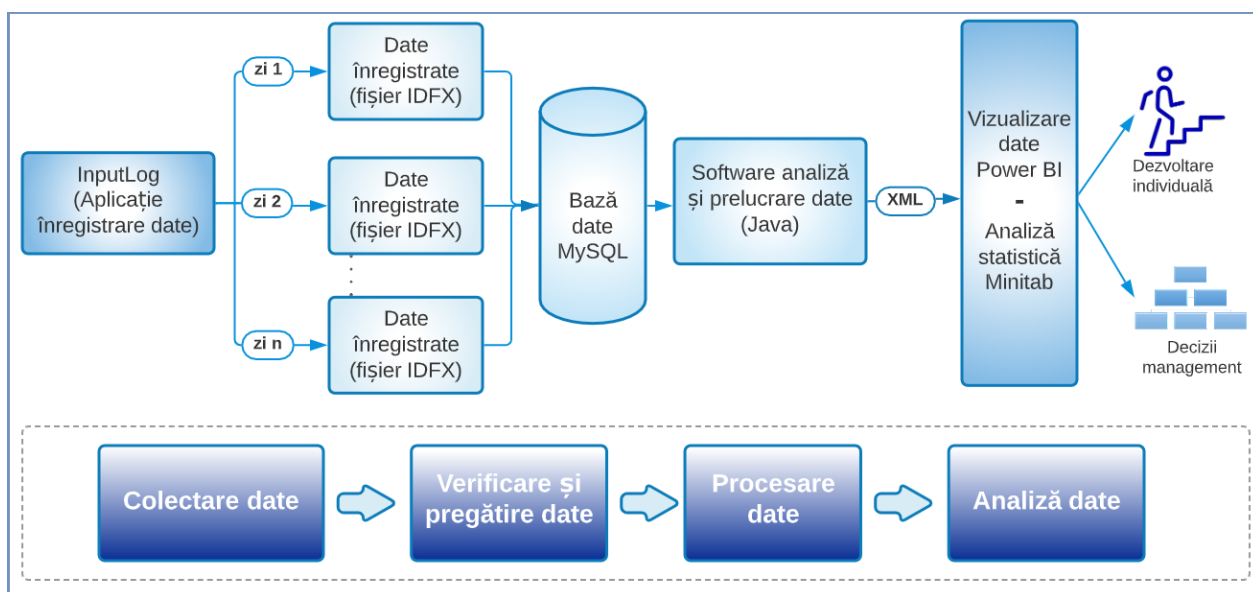 InputLog
(Aplicație
înregistrare date)
zi 1
zi 2
zi n
Date
înregistrate
(fișier IDFX)
Date
înregistrate
(fișier IDFX)
Date
înregistrate
(fișier IDFX)
Bază
date
MySQL
Software analiză
și prelucrare date
(Java)
XML
Vizualizare
date
Power BI
-
Analiză
statistică
Minitab
Dezvoltare
individuală
Decizii
management
Colectare date
Verificare și
pregătire date
Procesare
date
Analiză date